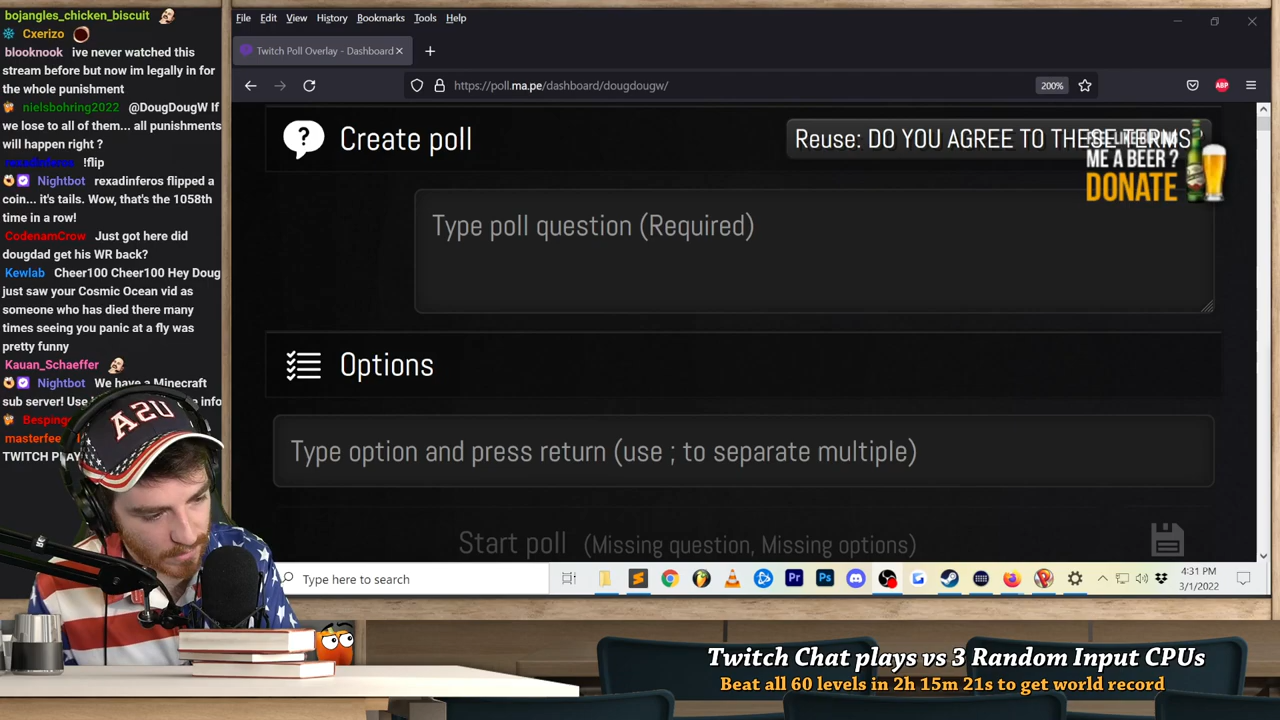 bojangles_chicken_biscuit
Cxerizo
blooknook ive never watched this
stream before but now im legally in for
the whole punishment
nielsbohring2022 @DougDougW If
we lose to all of them... all punishments
will happen right ?
rexadinferos !flip
Nightbot rexadinferos flipped a
coin... it's tails. Wow, that's the 1058th
time in a row!
CodenamCrow Just got here did
dougdad get his WR back?
Kewlab Cheer100 Cheer100 Hey Doug
just saw your Cosmic Ocean vid as
someone who has died there many
times seeing you panic at a fly was
pretty funny
Kauan_Schaeffer
Nightbot We have a Minecraft
sub server! Use info
masterfee
TWITCH PLAY
A2U
File Edit View History Bookmarks Tools Help
Twitch Poll Overlay - Dashboard
https://poll.ma.pe/dashboard/dougdougw/
200%
ABP
Create poll
Reuse: DO YOU AGREE TO THESE TERMS
ME A BEER ?
DONATE
Type poll question (Required)
Options
Type option and press return (use ; to separate multiple)
Start poll (Missing question, Missing options)
Type here to search
Pr
Ps
4:31 PM
3/1/2022
Twitch Chat plays vs 3 Random Input CPUs
Beat all 60 levels in 2h 15m 21s to get world record